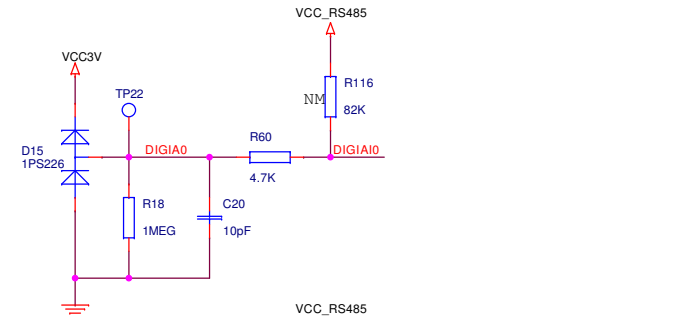 VCC_RS485
VCC3V
R116
NM
82K
TP22
R60
D15
1PS226
DIGIA0
DIGIAI0
4.7K
R18
C20
1MEG
10pF
VCC_RS485